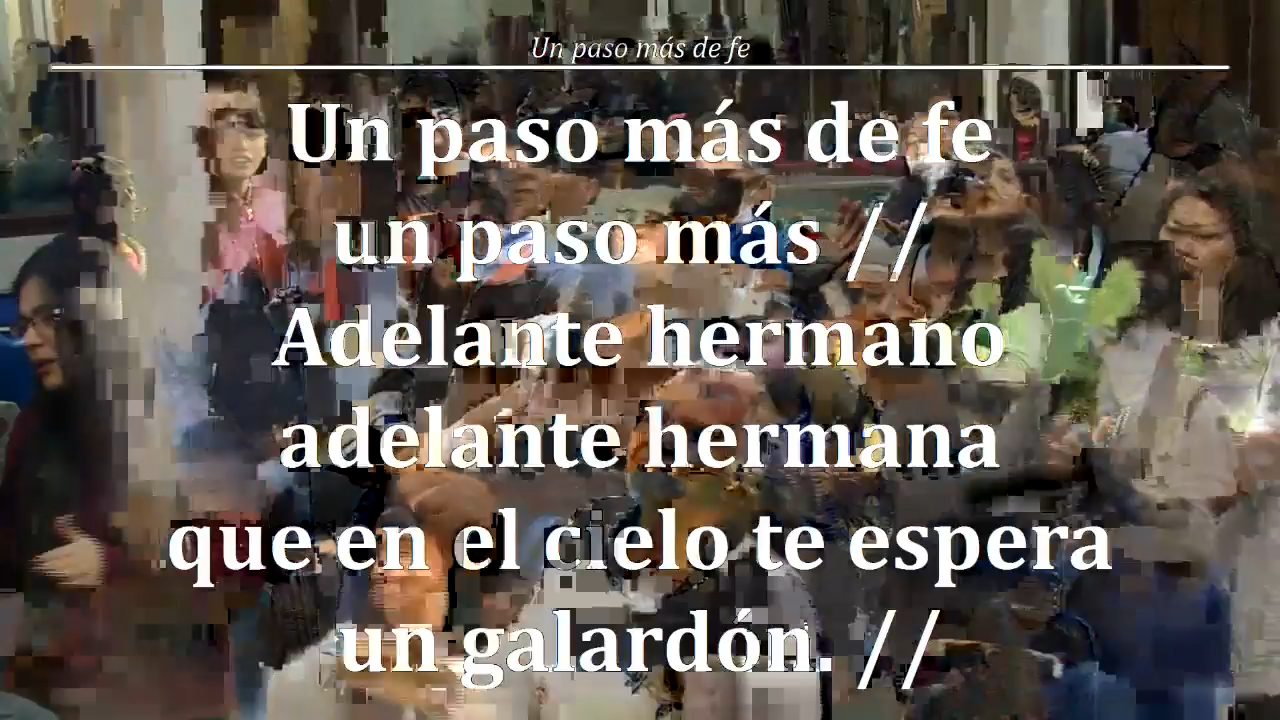 Un paso más de fe
Un paso más de fe
un paso más //
Adelante hermano
adelante hermana
que en el cielo te espera
un galardón. //